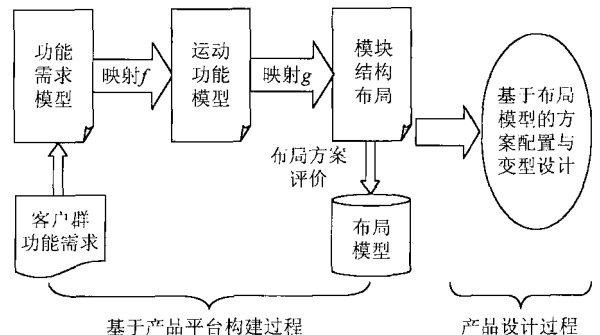 功能
需求
模型
映射f
运动
功能
模型
映射g
模块
结构
布局
基于布局
模型的方
案配置与
变型设计
布局方案
评价
客户群
功能需求
布局
模型
基于产品平台构建过程
产品设计过程